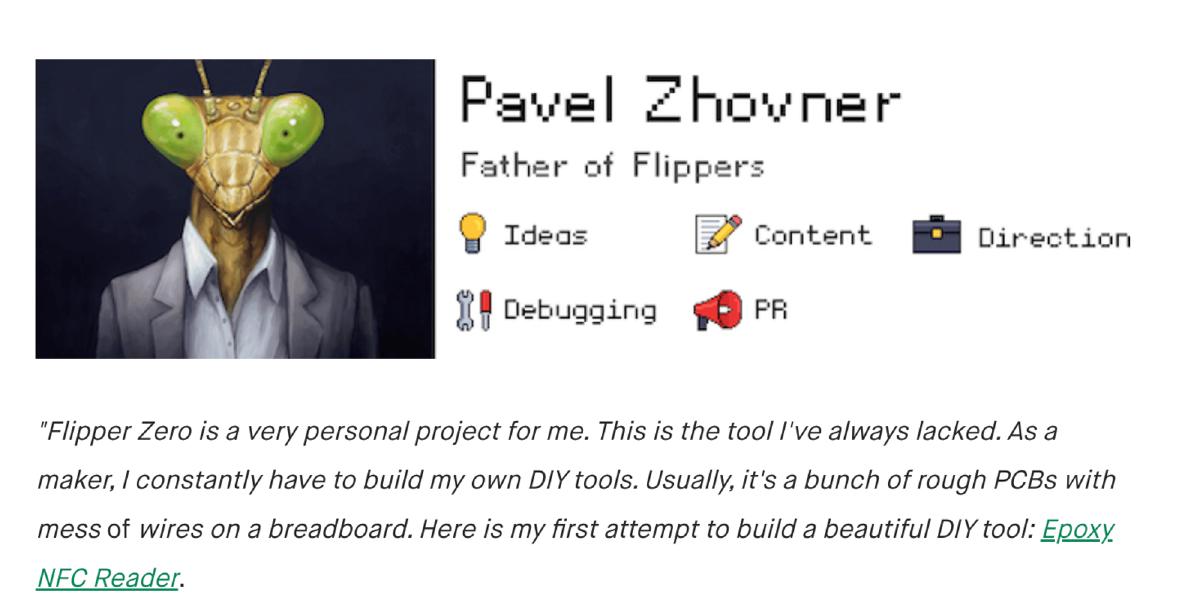 Pavel Zhovner
Father of Flippers
Ideas
Content
Direction
Debugging
PR
"Flipper Zero is a very personal project for me. This is the tool I've always lacked. As a
maker, I constantly have to build my own DIY tools. Usually, it's a bunch of rough PCBs with
mess of wires on a breadboard. Here is my first attempt to build a beautiful DIY tool: Epoxy
NFC Reader.